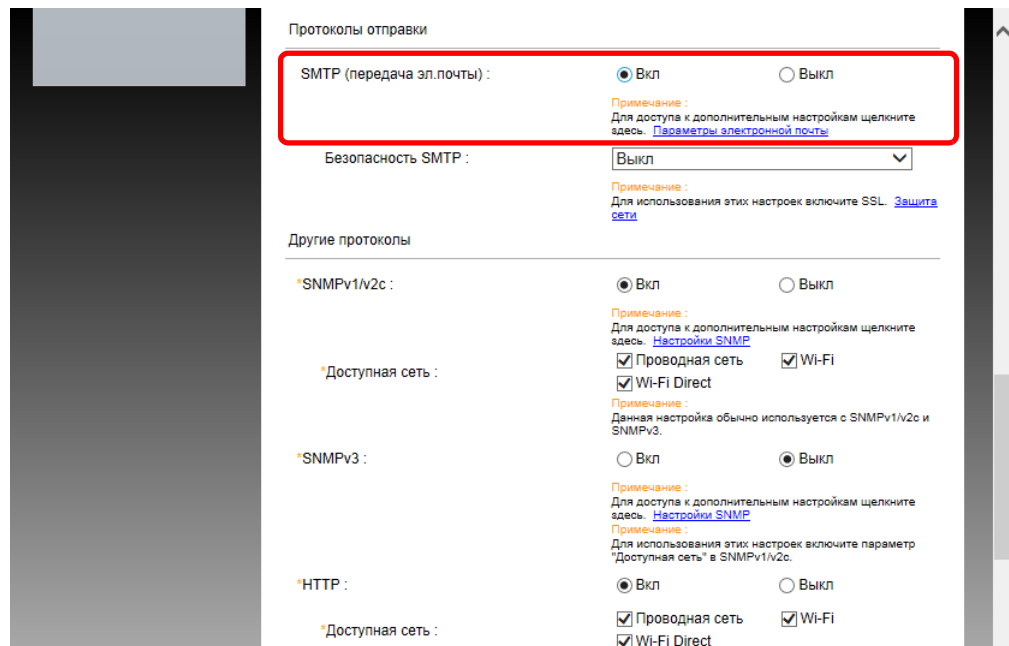 Протоколы отправки
SMTP (передача эл.почты) : Вкл Выкл
Примечание :
Для доступа к дополнительным настройкам щелкните
здесь. Параметры электронной почты
Безопасность SMTP : Выкл
Примечание :
Для использования этих настроек включите SSL. Защита
сети
Другие протоколы
*SNMPv1/v2c : Вкл Выкл
Примечание :
Для доступа к дополнительным настройкам щелкните
здесь. Настройки SNMP
*Доступная сеть : Проводная сеть Wi-Fi
Wi-Fi Direct
Примечание :
Данная настройка обычно используется с SNMPv1/v2c и
SNMPv3.
*SNMPv3 : Вкл Выкл
Примечание :
Для доступа к дополнительным настройкам щелкните
здесь. Настройки SNMP
Примечание :
Для использования этих настроек включите параметр
"Доступная сеть" в SNMPv1/v2c.
*HTTP : Вкл Выкл
*Доступная сеть : Проводная сеть Wi-Fi
Wi-Fi Direct